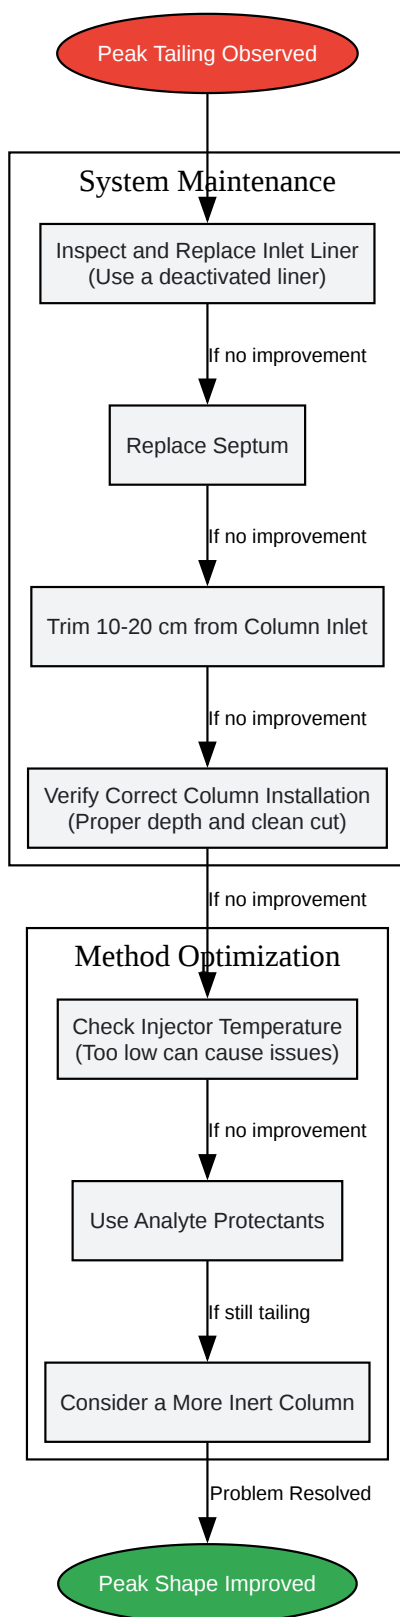 Peak Tailing Observed
System Maintenance
Inspect and Replace Inlet Liner
(Use a deactivated liner)
If no improvement
Replace Septum
If no improvement
Trim 10-20 cm from Column Inlet
If no improvement
Verify Correct Column Installation
(Proper depth and clean cut)
If no improvement
Method Optimization
Check Injector Temperature
(Too low can cause issues)
If no improvement
Use Analyte Protectants
If still tailing
Consider a More Inert Column
Problem Resolved
Peak Shape Improved